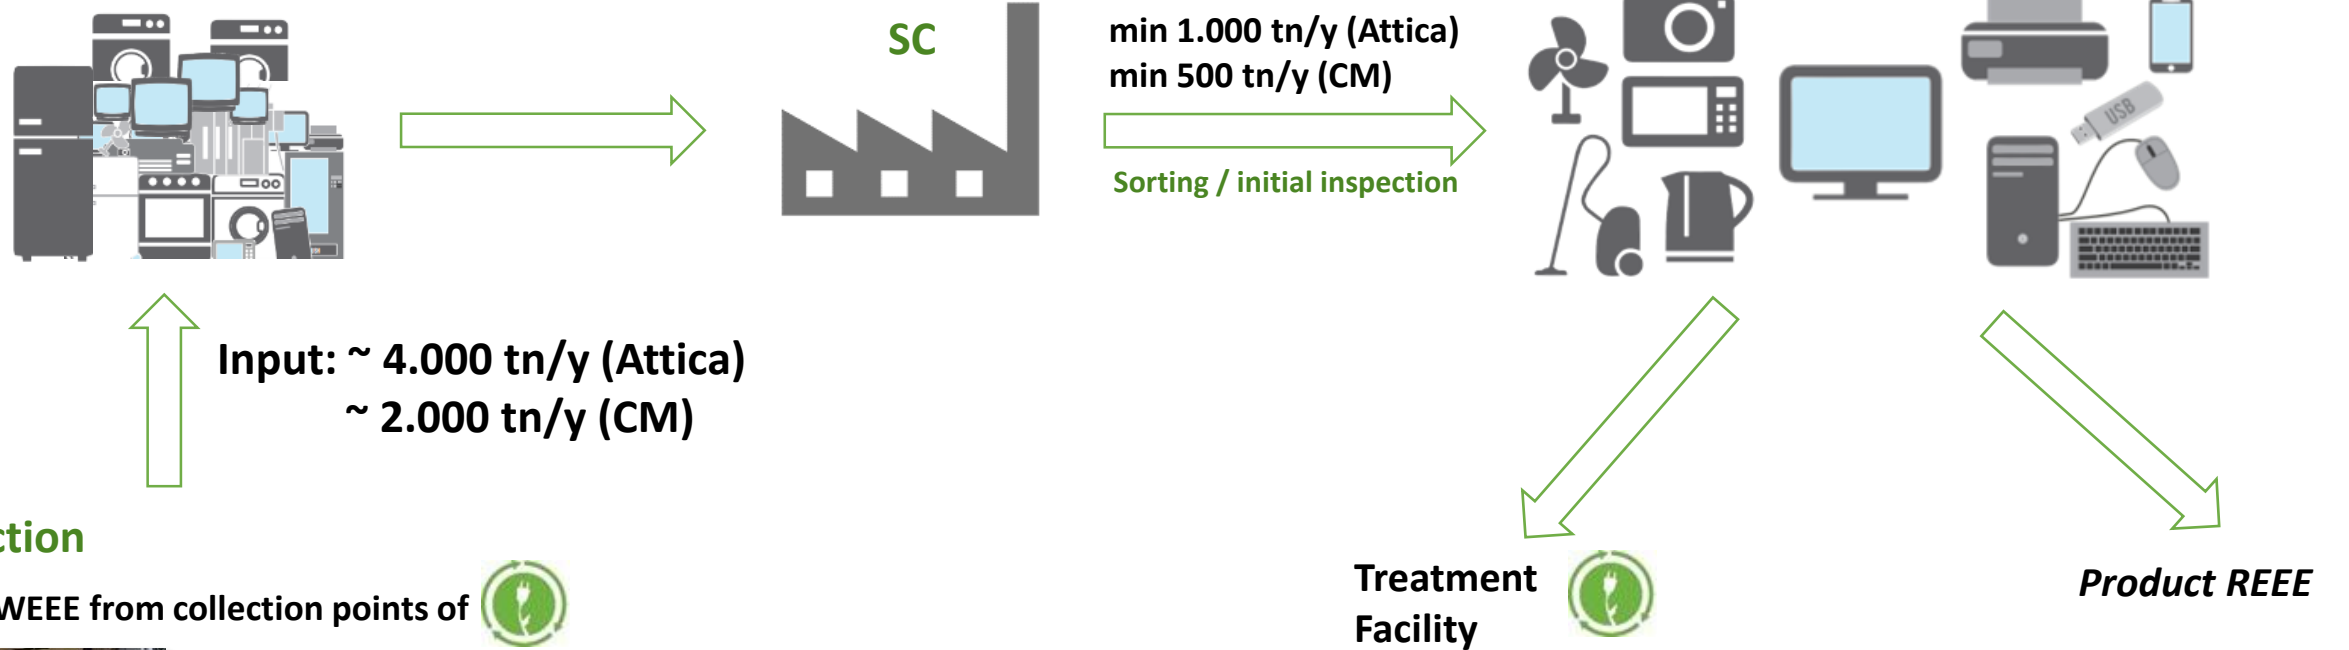 SC
min 1.000 tn/y (Attica)
min 500 tn/y (CM)
Sorting / initial inspection
USB
Input: ~ 4.000 tn/y (Attica)
~ 2.000 tn/y (CM)
ction
WEEE from collection points of
Treatment
Facility
Product REEE